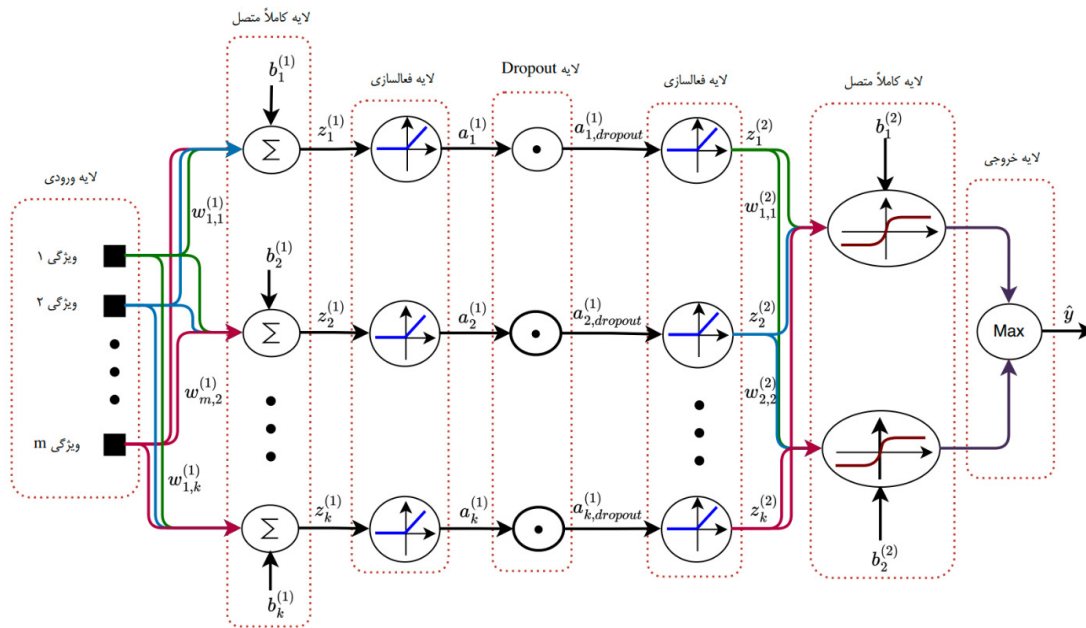 لایه کاملاً متصل
لایه فعالسازی
لایه Dropout
لایه فعالسازی
لایه کاملاً متصل
لایه خروجی
لایه ورودی
b_1^{(1)}
z_1^{(1)}
a_1^{(1)}
a_{1,dropout}^{(1)}
z_1^{(2)}
b_1^{(2)}
∑
w_{1,1}^{(1)}
w_{1,1}^{(2)}
ویژگی ۱
ویژگی ۲
ویژگی m
b_2^{(1)}
z_2^{(1)}
a_2^{(1)}
a_{2,dropout}^{(1)}
z_2^{(2)}
∑
Max
ŷ
w_{m,2}^{(1)}
w_{2,2}^{(2)}
w_{1,k}^{(1)}
z_k^{(1)}
a_k^{(1)}
a_{k,dropout}^{(1)}
z_k^{(2)}
∑
b_2^{(2)}
b_k^{(1)}